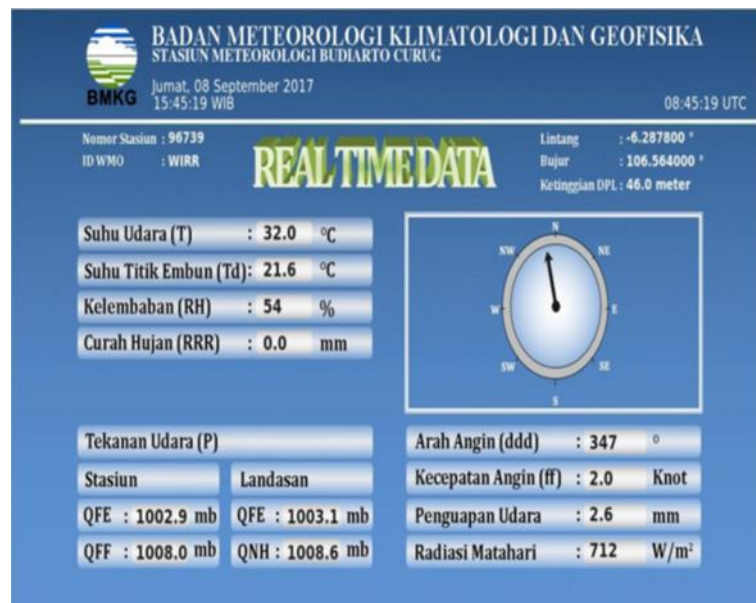 BADAN METEOROLOGI KLIMATOLOGI DAN GEOFISIKA
STASIUN METEOROLOGI BUDIARTO CURUG
BMKG
Jumat, 08 September 2017
15:45:19 WIB
08:45:19 UTC
Nomor Stasiun : 96739
ID WMO : WIRR
REAL TIME DATA
Lintang : -6.287800 °
Bujur : 106.564000 °
Ketinggian DPL : 46.0 meter
Suhu Udara (T) : 32.0 °C
Suhu Titik Embun (Td): 21.6 °C
Kelembaban (RH) : 54 %
Curah Hujan (RRR) : 0.0 mm
N
NW NE
W E
SW SE
S
Tekanan Udara (P)
Stasiun Landasan
QFE : 1002.9 mb QFE : 1003.1 mb
QFF : 1008.0 mb QNH : 1008.6 mb
Arah Angin (ddd) : 347 °
Kecepatan Angin (ff) : 2.0 Knot
Penguapan Udara : 2.6 mm
Radiasi Matahari : 712 W/m²